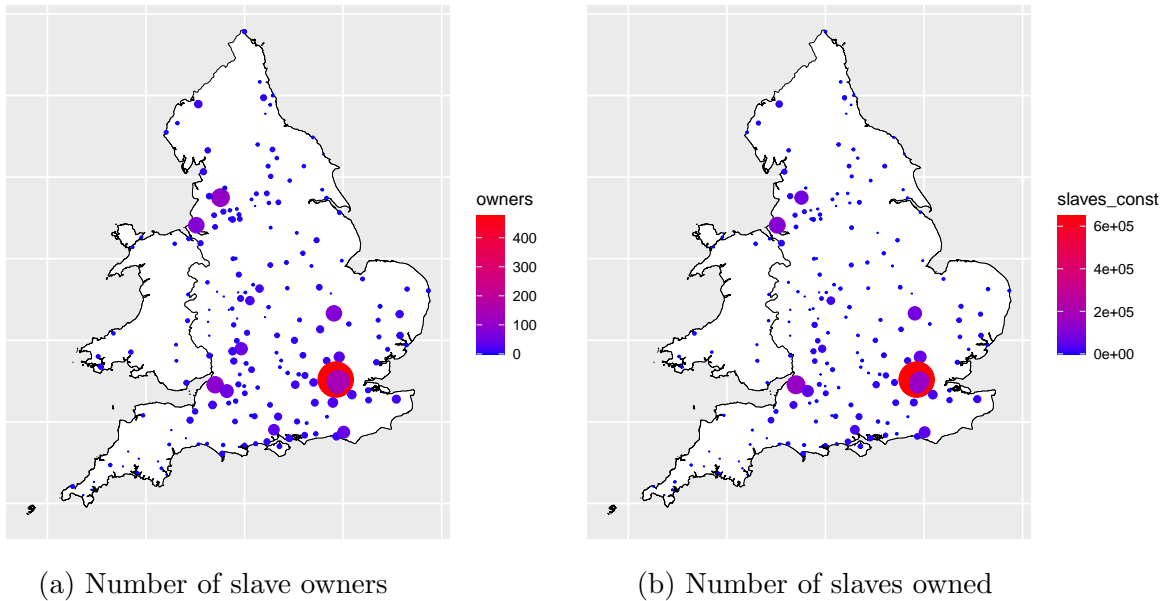 owners
400
300
200
100
0
slaves_const
6e+05
4e+05
2e+05
0e+00
(a) Number of slave owners
(b) Number of slaves owned